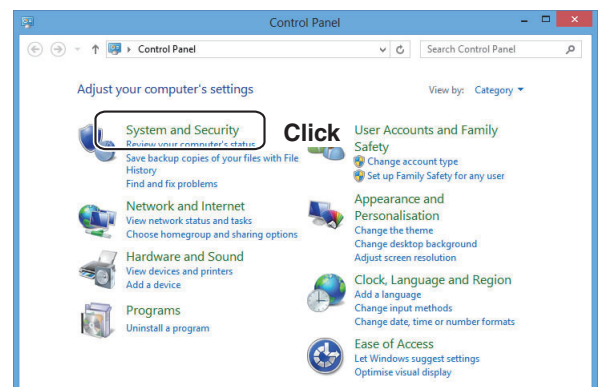 Control Panel
Control Panel
Search Control Panel
Adjust your computer's settings
View by: Category
System and Security
Review your computer's status
Save backup copies of your files with File
History
Find and fix problems
Click
Network and Internet
View network status and tasks
Choose homegroup and sharing options
Hardware and Sound
View devices and printers
Add a device
Programs
Uninstall a program
User Accounts and Family
Safety
Change account type
Set up Family Safety for any user
Appearance and
Personalisation
Change the theme
Change desktop background
Adjust screen resolution
Clock, Language and Region
Add a language
Change input methods
Change date, time or number formats
Ease of Access
Let Windows suggest settings
Optimise visual display